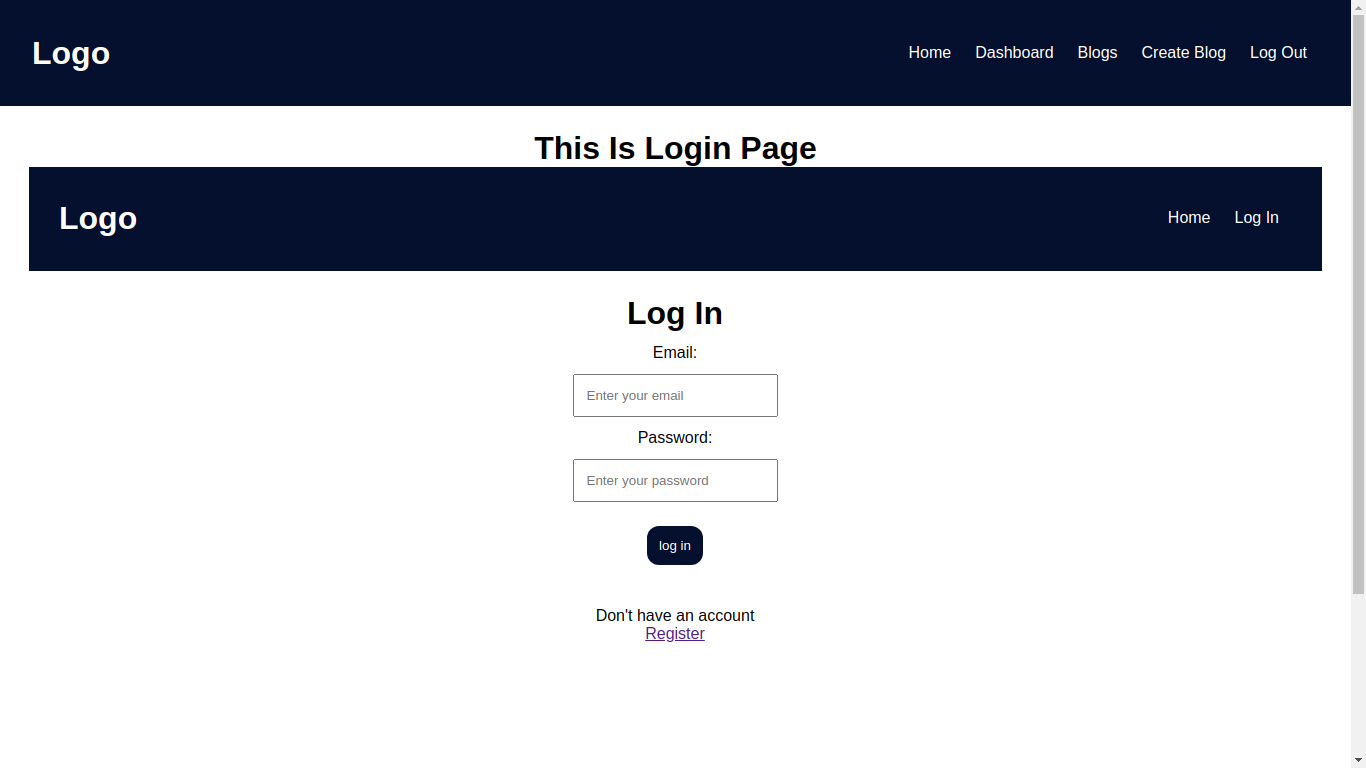 Logo Home Dashboard Blogs Create Blog Log Out
This Is Login Page
Logo Home Log In
Log In
Email:
Enter your email
Password:
Enter your password
log in
Don't have an account
Register